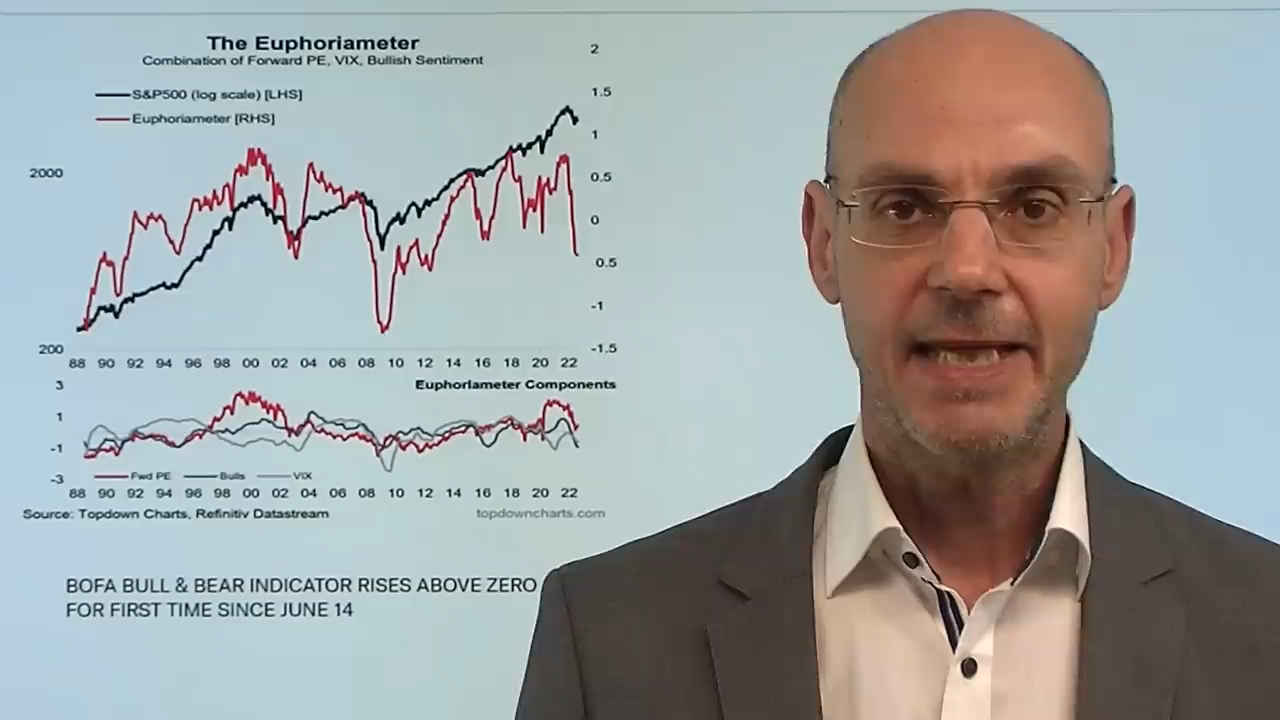 The Euphoriameter
Combination of Forward PE, VIX, Bullish Sentiment
S&P500 (log scale) [LHS]
Euphoriameter [RHS]
2000
200
2
1.5
1
0.5
0
0.5
-1
-1.5
88 90 92 94 96 98 00 02 04 06 08 10 12 14 16 18 20 22
Euphoriameter Components
3
1
-1
-3
Fwd PE Bulls VIX
88 90 92 94 96 98 00 02 04 06 08 10 12 14 16 18 20 22
Source: Topdown Charts, Refinitiv Datastream
topdowncharts.com
BOFA BULL & BEAR INDICATOR RISES ABOVE ZERO
FOR FIRST TIME SINCE JUNE 14